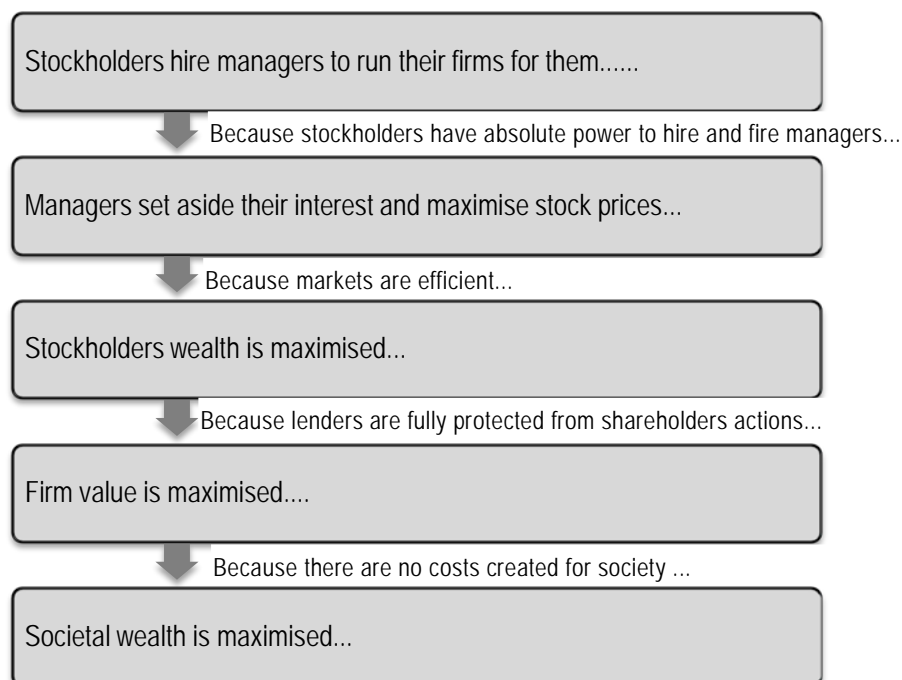 Stockholders hire managers to run their firms for them......
Because stockholders have absolute power to hire and fire managers...
Managers set aside their interest and maximise stock prices...
Because markets are efficient...
Stockholders wealth is maximised...
Because lenders are fully protected from shareholders actions...
Firm value is maximised....
Because there are no costs created for society ...
Societal wealth is maximised...